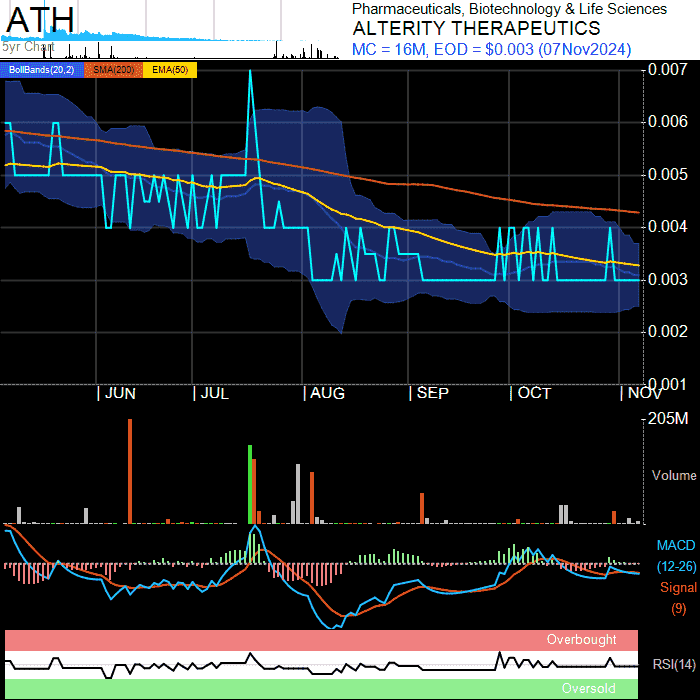 ATH
5yr Chart
Pharmaceuticals, Biotechnology & Life Sciences
ALTERITY THERAPEUTICS
MC = 16M, EOD = $0.003 (07Nov2024)
BollBands(20,2) SMA(200) EMA(50)
0.007
0.006
0.005
0.004
0.003
0.002
0.001
JUN JUL AUG SEP OCT NOV
205M
Volume
MACD
(12-26)
Signal
(9)
Overbought
RSI(14)
Oversold